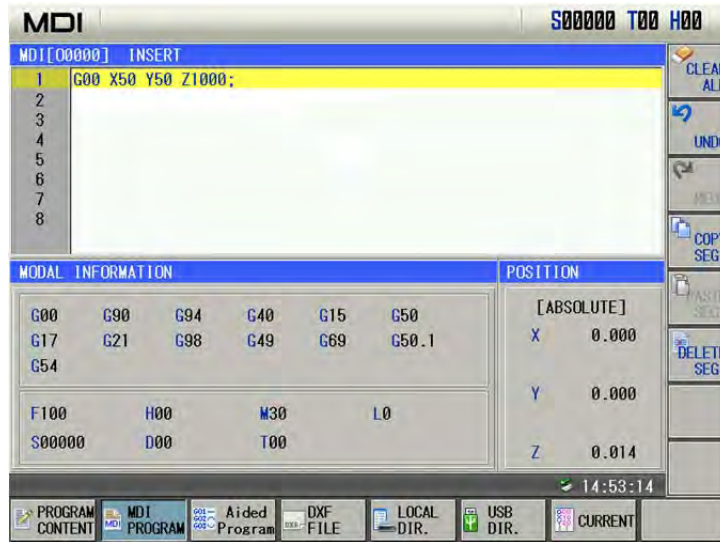 MDI S00000 T00 H00
MDI[O0000] INSERT
1 G00 X50 Y50 Z1000;
2
3
4
5
6
7
8
CLEAR
ALL
UNDO
COPY
SEG
DELETE
SEG
MODAL INFORMATION
G00 G90 G94 G40 G15 G50
G17 G21 G98 G49 G69 G50.1
G54
F100 H00 M30 L0
S00000 D00 T00
POSITION
[ABSOLUTE]
X 0.000
Y 0.000
Z 0.014
14:53:14
PROGRAM CONTENT
MDI PROGRAM
Aided Program
DXF FILE
LOCAL DIR.
USB DIR.
CURRENT